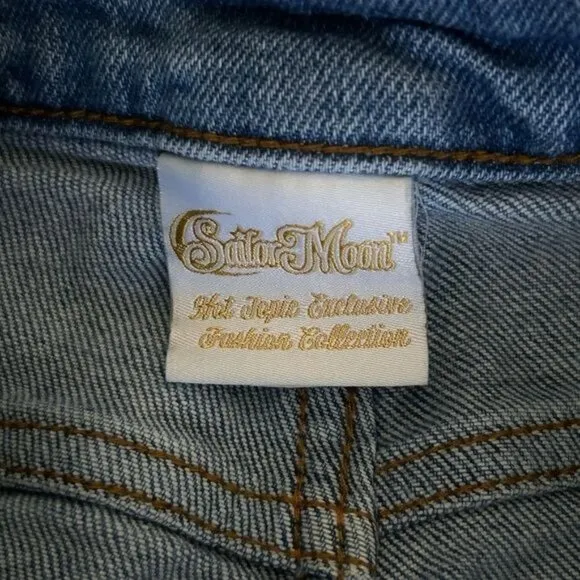 Sailor Moon™
Hot Topic Exclusive
Fashion Collection